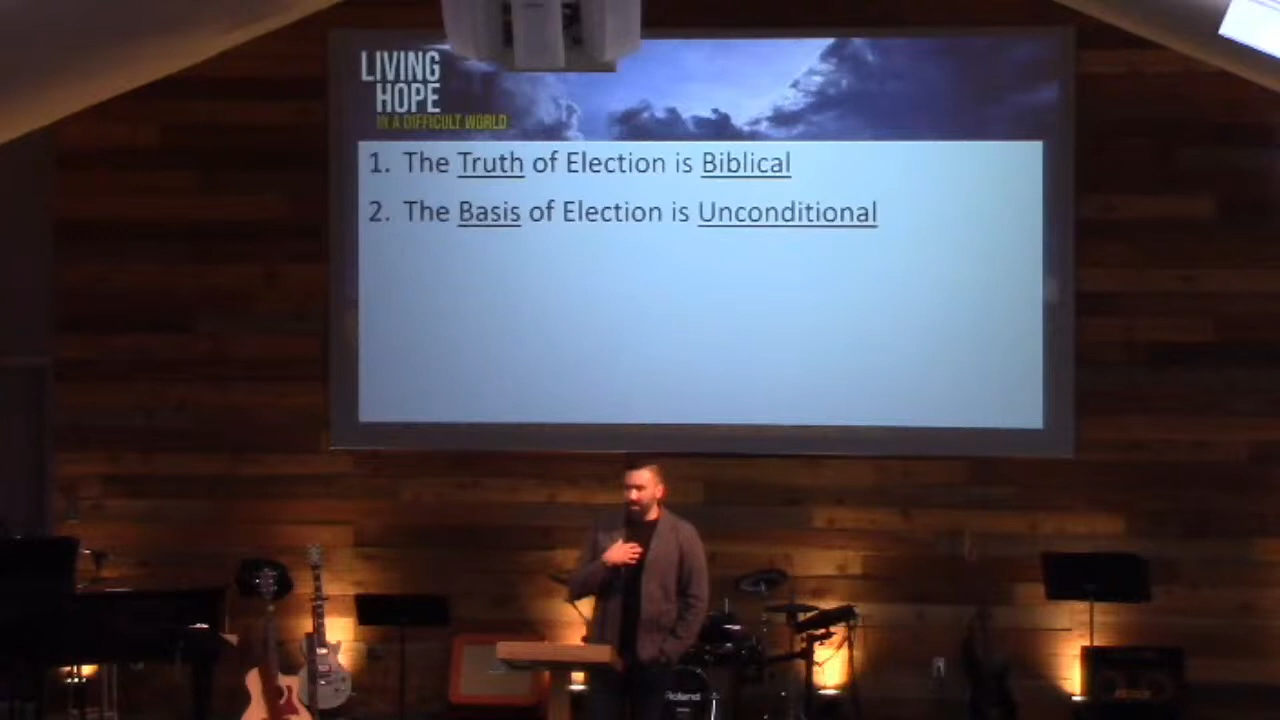 LIVING
HOPE
IN A DIFFICULT WORLD
1. The Truth of Election is Biblical
2. The Basis of Election is Unconditional
Roland